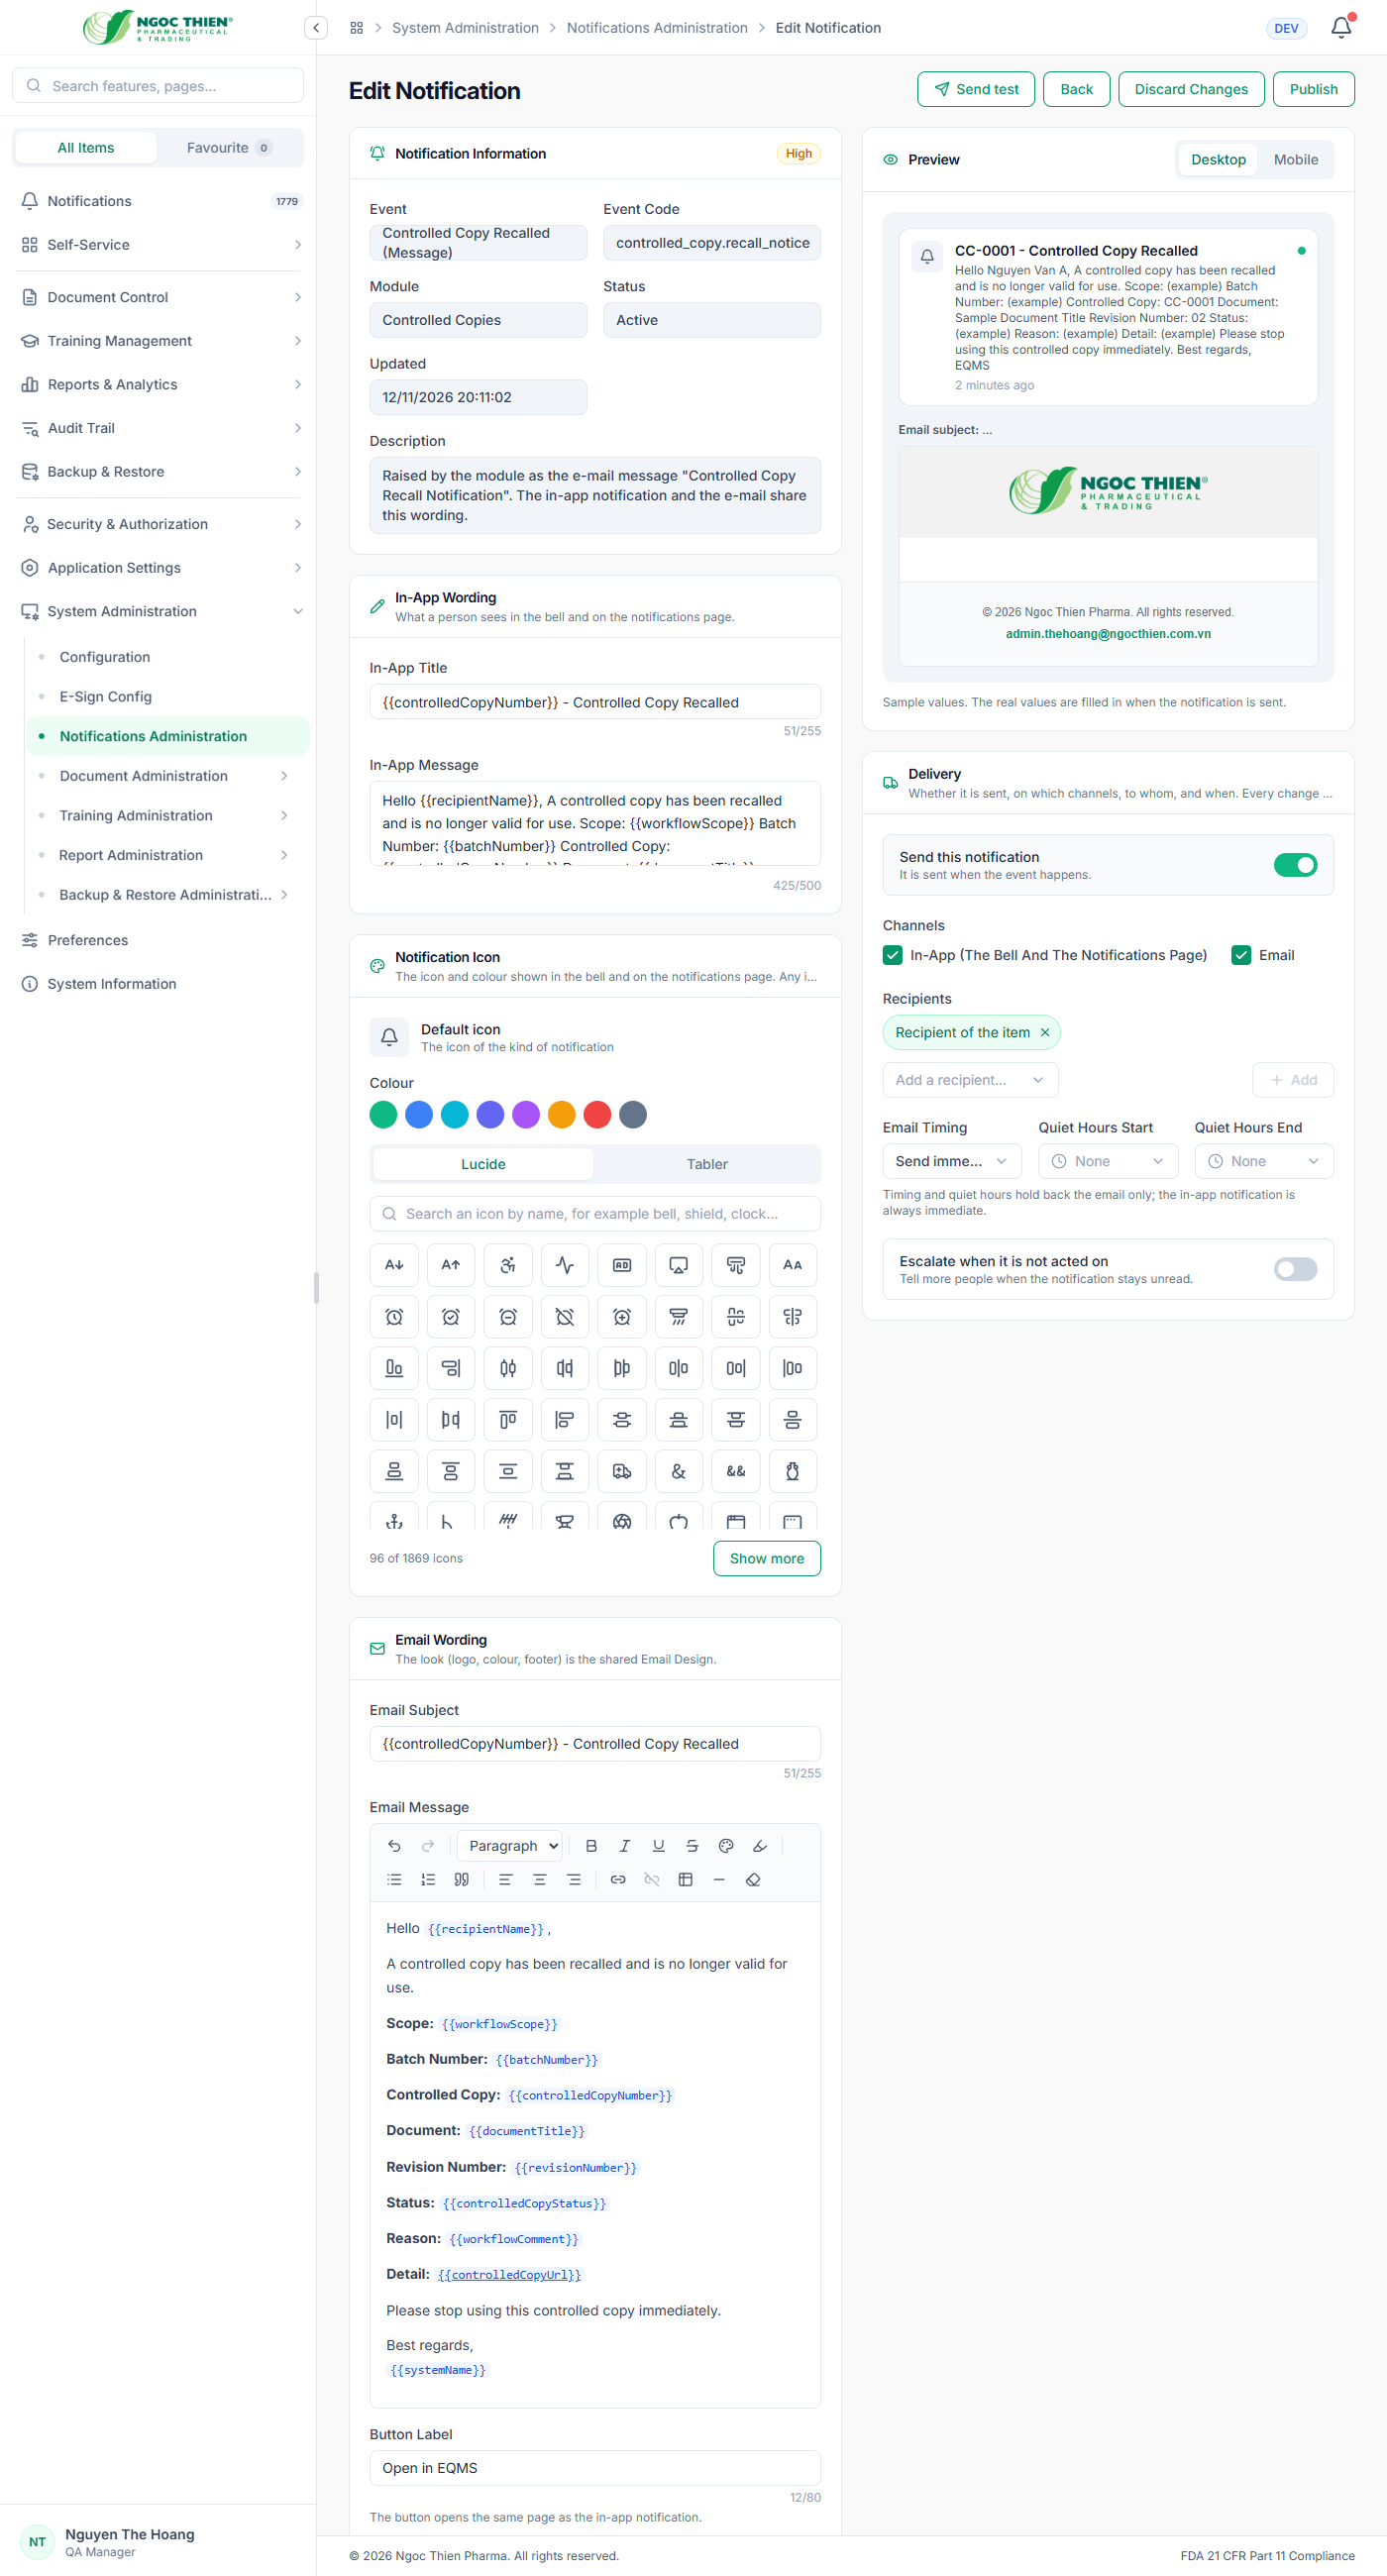 NGOC THIEN®
PHARMACEUTICAL
& TRADING
Search features, pages...
All Items
Favourite 0
Notifications 1779
Self-Service
Document Control
Training Management
Reports & Analytics
Audit Trail
Backup & Restore
Security & Authorization
Application Settings
System Administration
Configuration
E-Sign Config
Notifications Administration
Document Administration
Training Administration
Report Administration
Backup & Restore Administrati...
Preferences
System Information
NT
Nguyen The Hoang
QA Manager
System Administration > Notifications Administration > Edit Notification
DEV
Edit Notification
Send test
Back
Discard Changes
Publish
Notification Information
High
Event
Controlled Copy Recalled
(Message)
Event Code
controlled_copy.recall_notice
Module
Controlled Copies
Status
Active
Updated
12/11/2026 20:11:02
Description
Raised by the module as the e-mail message "Controlled Copy
Recall Notification". The in-app notification and the e-mail share
this wording.
In-App Wording
What a person sees in the bell and on the notifications page.
In-App Title
{{controlledCopyNumber}} - Controlled Copy Recalled
51/255
In-App Message
Hello {{recipientName}}, A controlled copy has been recalled
and is no longer valid for use. Scope: {{workflowScope}} Batch
Number: {{batchNumber}} Controlled Copy:
{{controlledCopyNumber}} Document: {{documentTitle}}
425/500
Notification Icon
The icon and colour shown in the bell and on the notifications page. Any i...
Default icon
The icon of the kind of notification
Colour
Lucide
Tabler
Search an icon by name, for example bell, shield, clock...
96 of 1869 icons
Show more
Email Wording
The look (logo, colour, footer) is the shared Email Design.
Email Subject
{{controlledCopyNumber}} - Controlled Copy Recalled
51/255
Email Message
Paragraph
Hello {{recipientName}},
A controlled copy has been recalled and is no longer valid for
use.
Scope: {{workflowScope}}
Batch Number: {{batchNumber}}
Controlled Copy: {{controlledCopyNumber}}
Document: {{documentTitle}}
Revision Number: {{revisionNumber}}
Status: {{controlledCopyStatus}}
Reason: {{workflowComment}}
Detail: {{controlledCopyUrl}}
Please stop using this controlled copy immediately.
Best regards,
{{systemName}}
Button Label
Open in EQMS
12/80
The button opens the same page as the in-app notification.
Preview
Desktop
Mobile
CC-0001 - Controlled Copy Recalled
Hello Nguyen Van A, A controlled copy has been recalled
and is no longer valid for use. Scope: (example) Batch
Number: (example) Controlled Copy: CC-0001 Document:
Sample Document Title Revision Number: 02 Status:
(example) Reason: (example) Detail: (example) Please stop
using this controlled copy immediately. Best regards,
EQMS
2 minutes ago
Email subject: ...
NGOC THIEN®
PHARMACEUTICAL
& TRADING
© 2026 Ngoc Thien Pharma. All rights reserved.
admin.thehoang@ngocthien.com.vn
Sample values. The real values are filled in when the notification is sent.
Delivery
Whether it is sent, on which channels, to whom, and when. Every change ...
Send this notification
It is sent when the event happens.
Channels
In-App (The Bell And The Notifications Page)
Email
Recipients
Recipient of the item
Add a recipient...
Add
Email Timing
Send imme...
Quiet Hours Start
None
Quiet Hours End
None
Timing and quiet hours hold back the email only; the in-app notification is
always immediate.
Escalate when it is not acted on
Tell more people when the notification stays unread.
© 2026 Ngoc Thien Pharma. All rights reserved.
FDA 21 CFR Part 11 Compliance